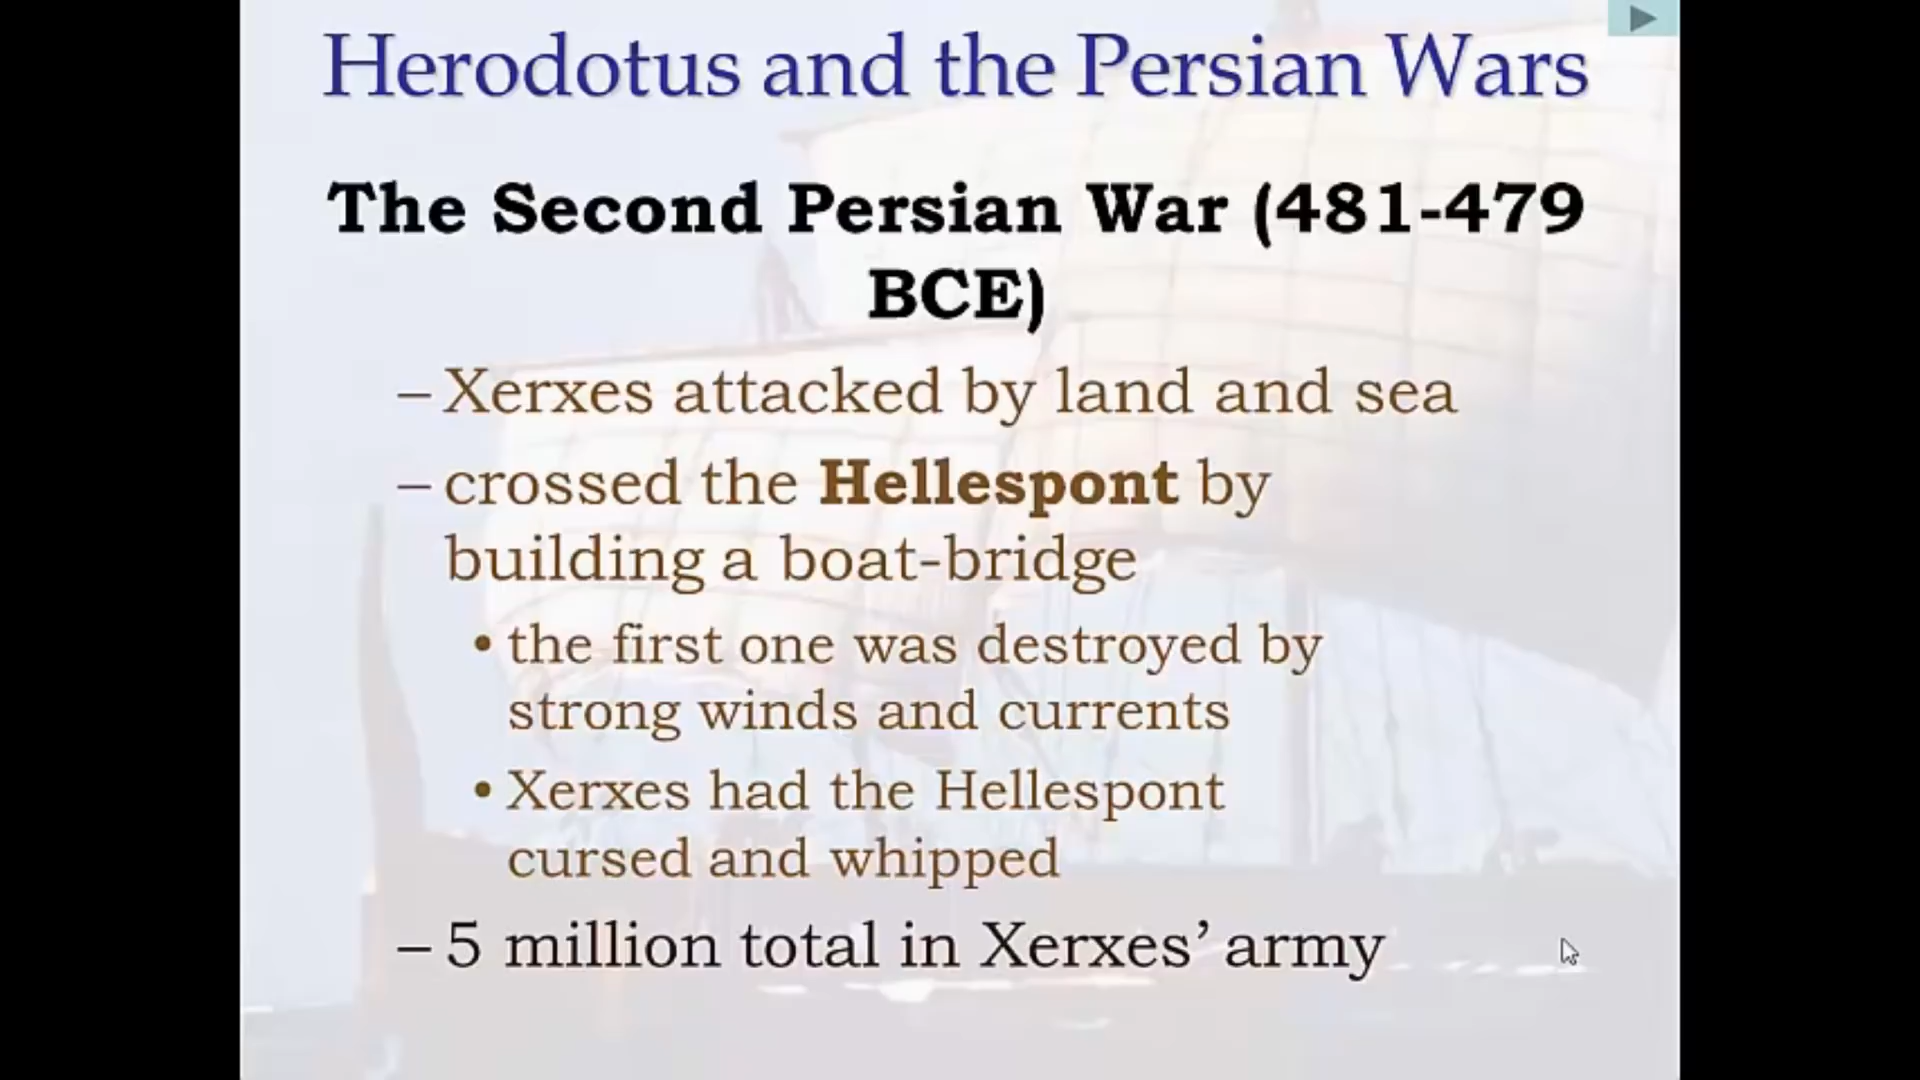 Herodotus and the Persian Wars
The Second Persian War (481-479
BCE)
– Xerxes attacked by land and sea
– crossed the Hellespont by
building a boat-bridge
• the first one was destroyed by
strong winds and currents
• Xerxes had the Hellespont
cursed and whipped
– 5 million total in Xerxes’ army